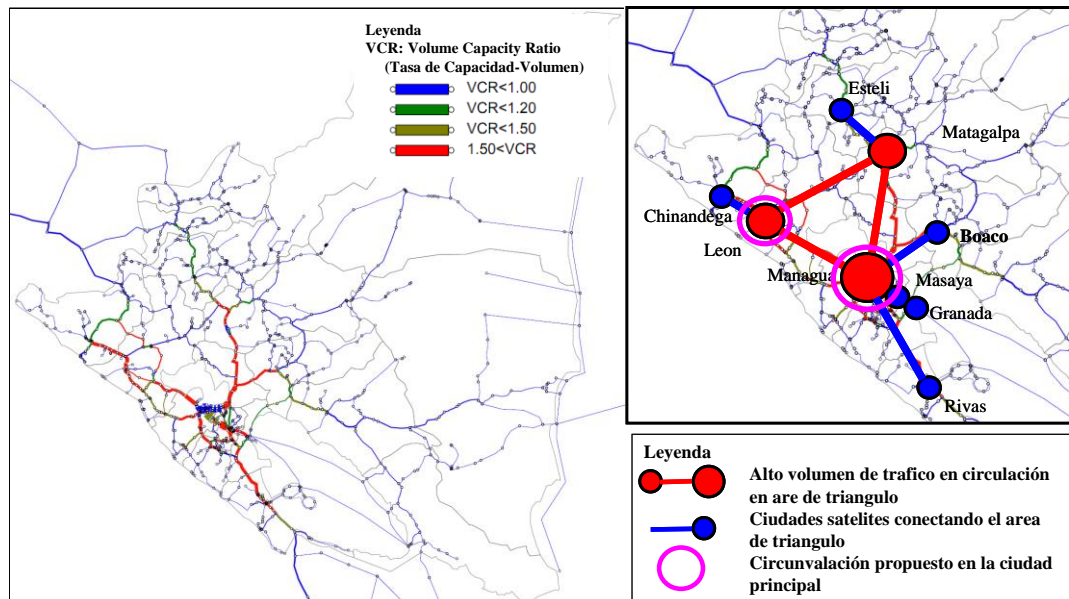 Leyenda
VCR: Volume Capacity Ratio
(Tasa de Capacidad-Volumen)
VCR<1.00
VCR<1.20
VCR<1.50
1.50<VCR
Esteli
Matagalpa
Chinandega
Leon
Boaco
Managua
Masaya
Granada
Rivas
Leyenda
Alto volumen de trafico en circulación
en are de triangulo
Ciudades satelites conectando el area
de triangulo
Circunvalación propuesto en la ciudad
principal